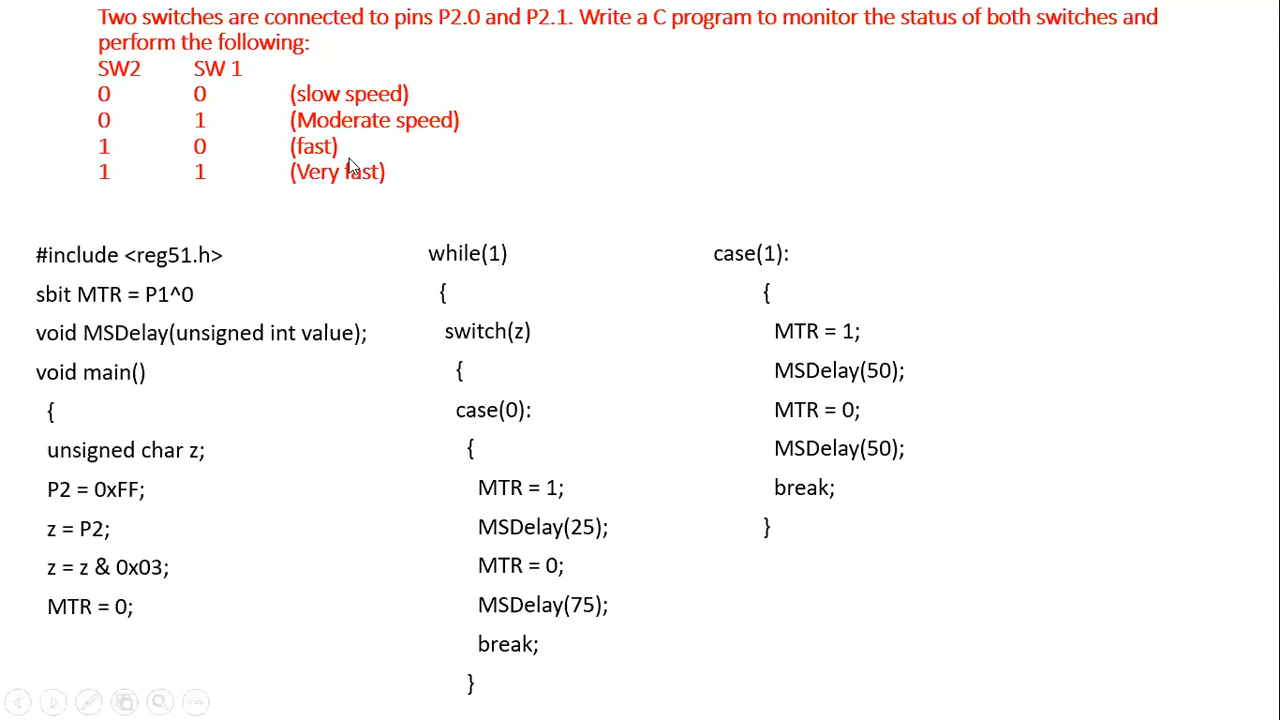 Two switches are connected to pins P2.0 and P2.1. Write a C program to monitor the status of both switches and
perform the following:
SW2 SW 1
0 0 (slow speed)
0 1 (Moderate speed)
1 0 (fast)
1 1 (Very fast)
#include <reg51.h>
sbit MTR = P1^0
void MSDelay(unsigned int value);
void main()
{
unsigned char z;
P2 = 0xFF;
z = P2;
z = z & 0x03;
MTR = 0;
while(1)
{
switch(z)
{
case(0):
{
MTR = 1;
MSDelay(25);
MTR = 0;
MSDelay(75);
break;
}
case(1):
{
MTR = 1;
MSDelay(50);
MTR = 0;
MSDelay(50);
break;
}